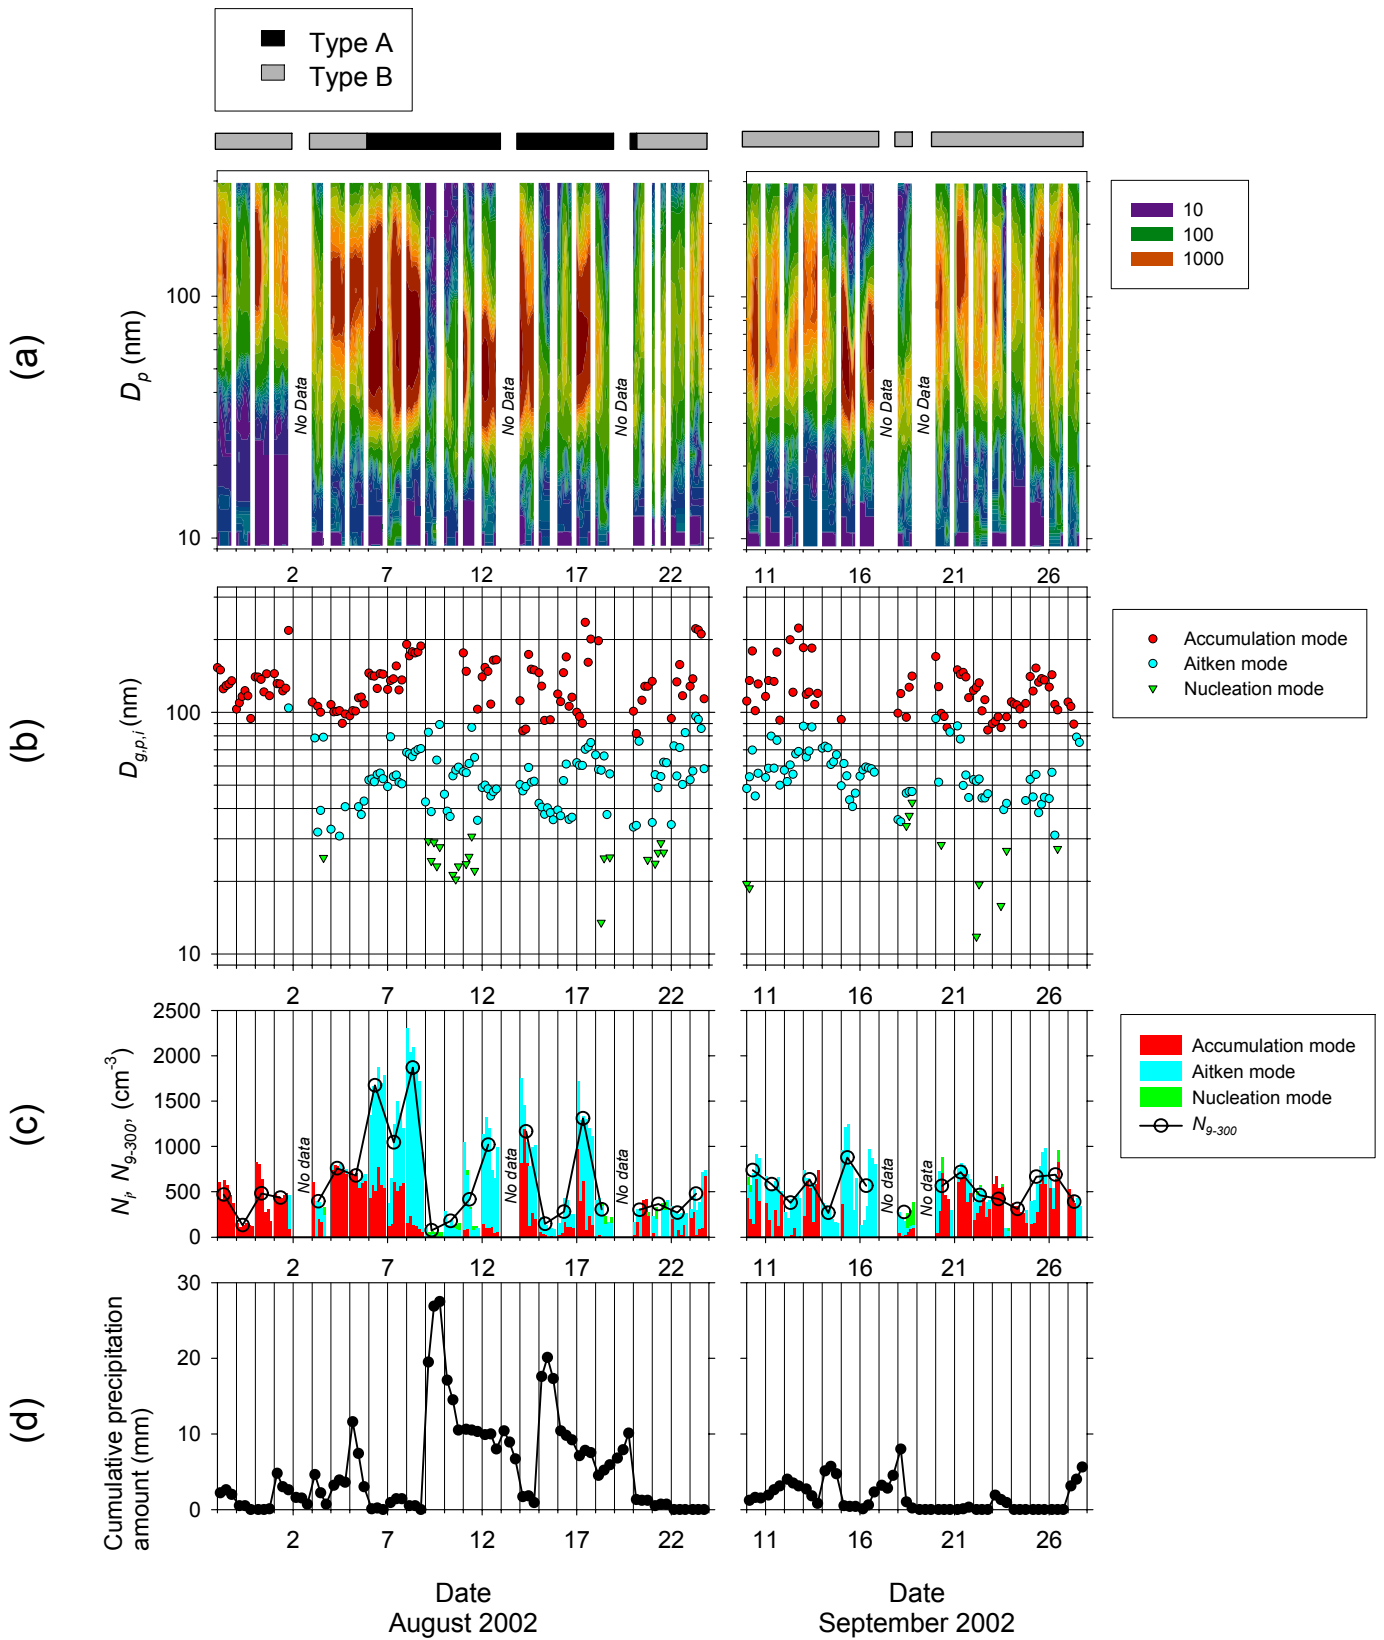 Type A
Type B
(a)
D_p (nm)
100
10
No Data
No Data
No Data
No Data
No Data
10
100
1000
2
7
12
17
22
11
16
21
26
(b)
D_{g,p,i} (nm)
100
10
Accumulation mode
Aitken mode
Nucleation mode
2
7
12
17
22
11
16
21
26
(c)
N_i, N_{9-300}, (cm⁻³)
2500
2000
1500
1000
500
0
No data
No data
No data
No data
No data
Accumulation mode
Aitken mode
Nucleation mode
N_{9-300}
2
7
12
17
22
11
16
21
26
(d)
Cumulative precipitation
amount (mm)
30
20
10
0
2
7
12
17
22
11
16
21
26
Date
August 2002
Date
September 2002